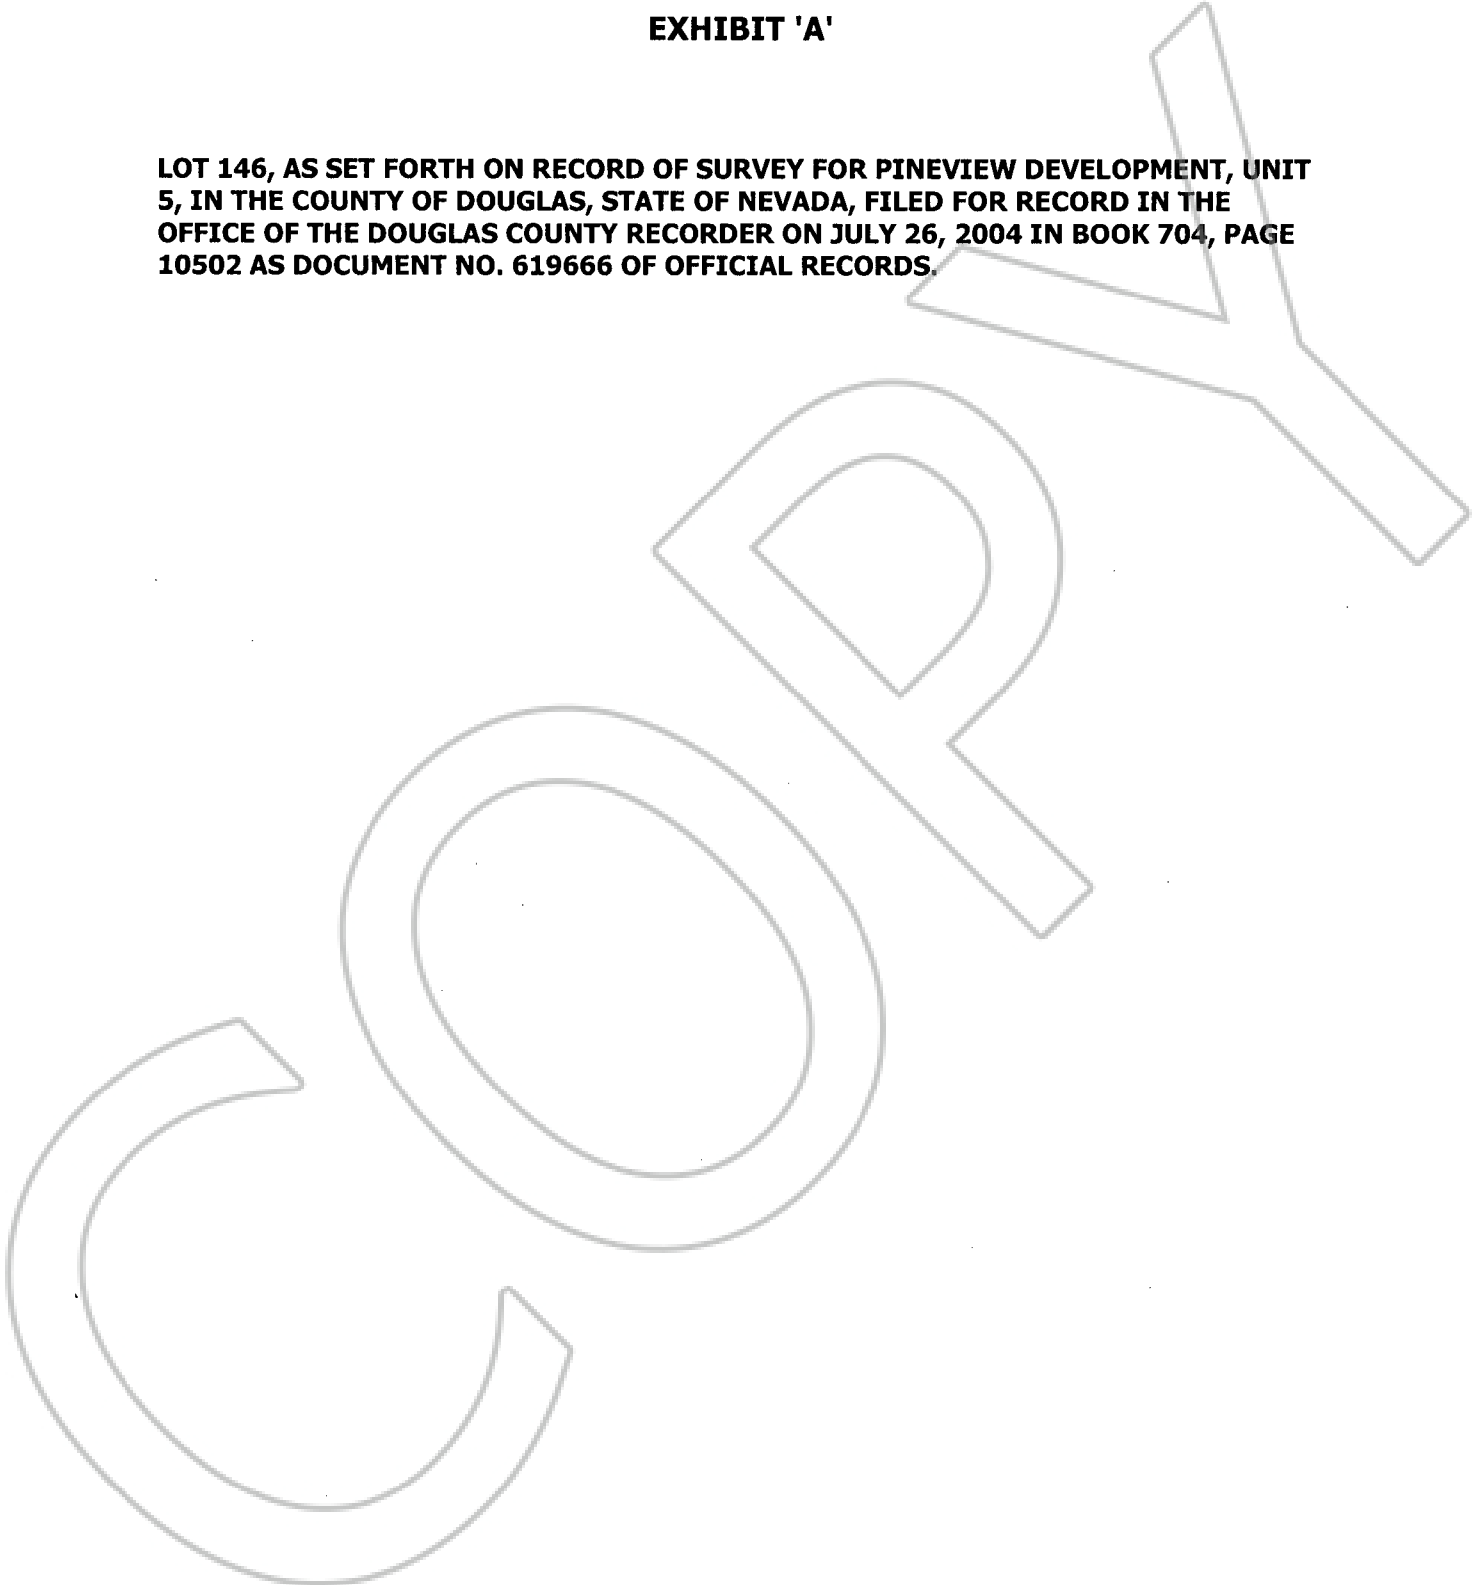 EXHIBIT 'A'
LOT 146, AS SET FORTH ON RECORD OF SURVEY FOR PINEVIEW DEVELOPMENT, UNIT
5, IN THE COUNTY OF DOUGLAS, STATE OF NEVADA, FILED FOR RECORD IN THE
OFFICE OF THE DOUGLAS COUNTY RECORDER ON JULY 26, 2004 IN BOOK 704, PAGE
10502 AS DOCUMENT NO. 619666 OF OFFICIAL RECORDS.
COPY